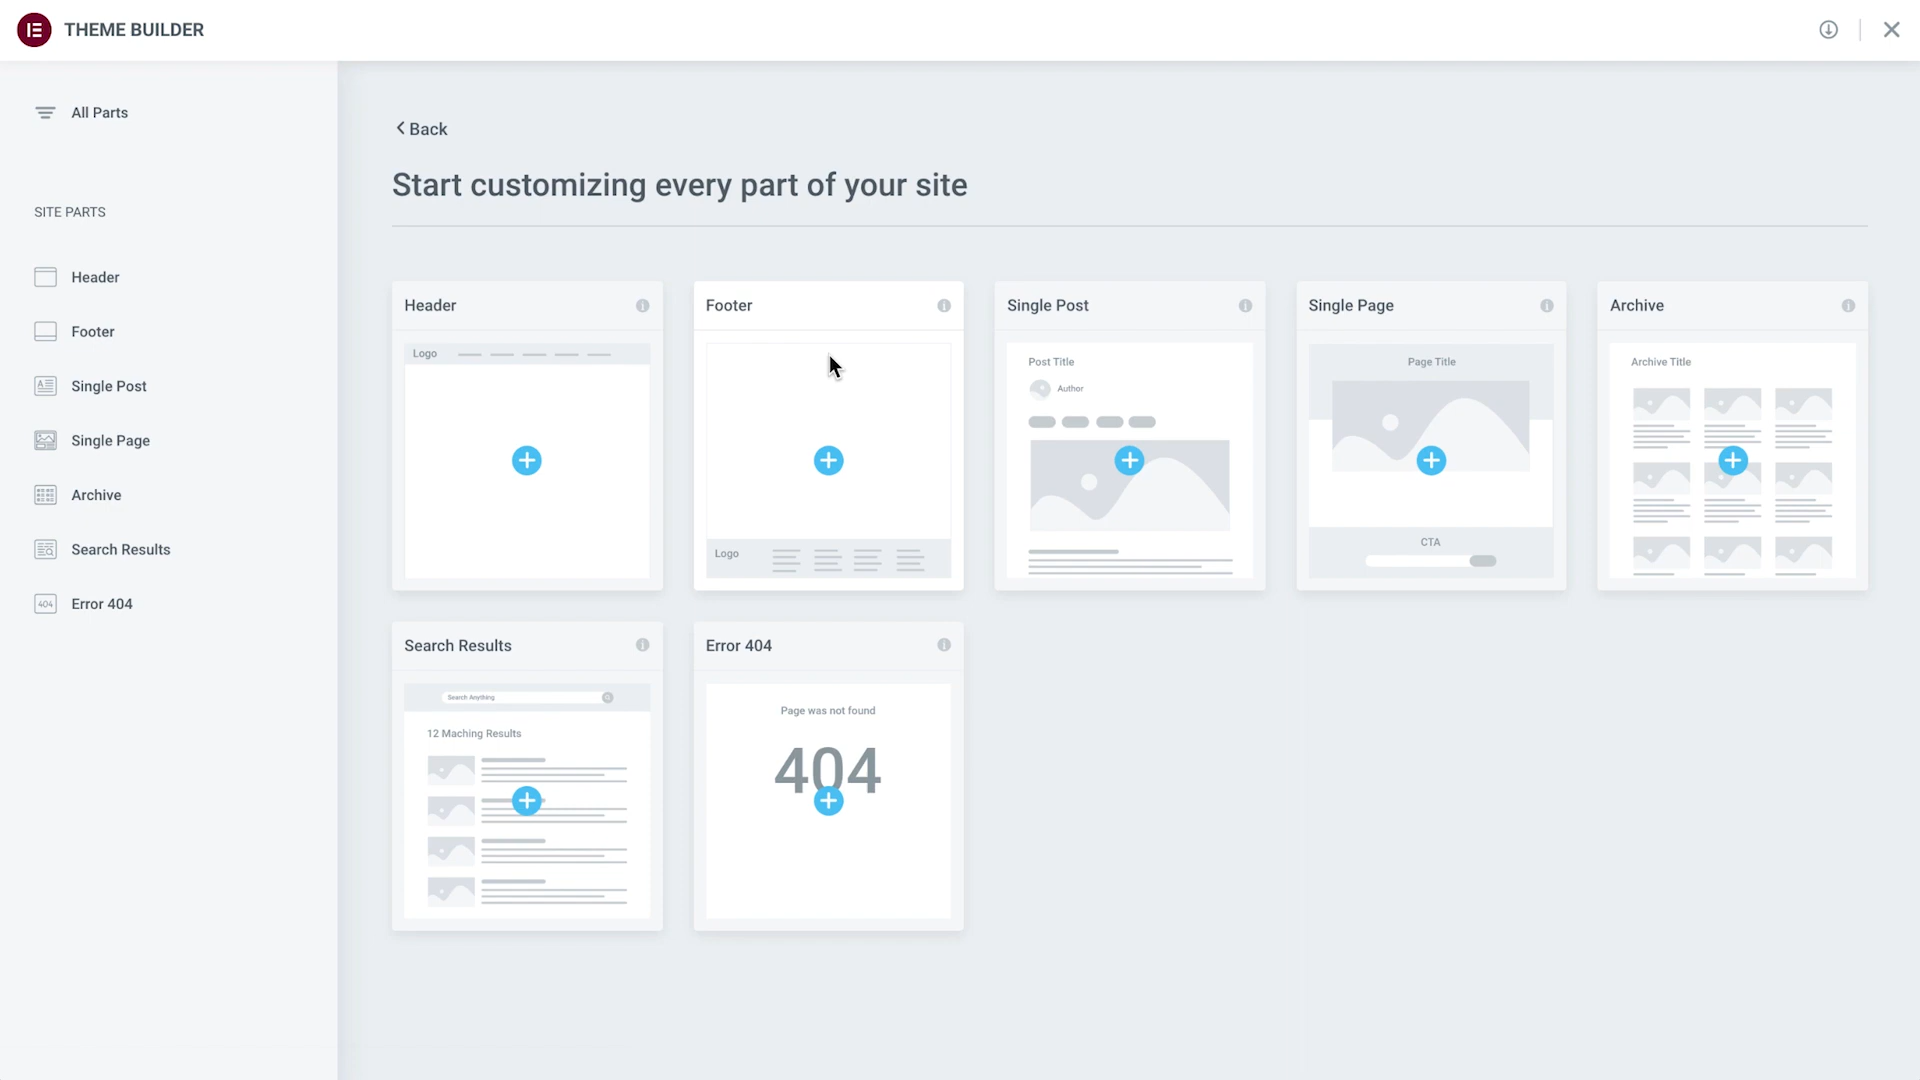 THEME BUILDER
All Parts
SITE PARTS
Header
Footer
Single Post
Single Page
Archive
Search Results
404 Error 404
Back
Start customizing every part of your site
Header
Logo
Footer
Logo
Single Post
Post Title
Author
Single Page
Page Title
CTA
Archive
Archive Title
Search Results
Search Anything
12 Maching Results
Error 404
Page was not found
404